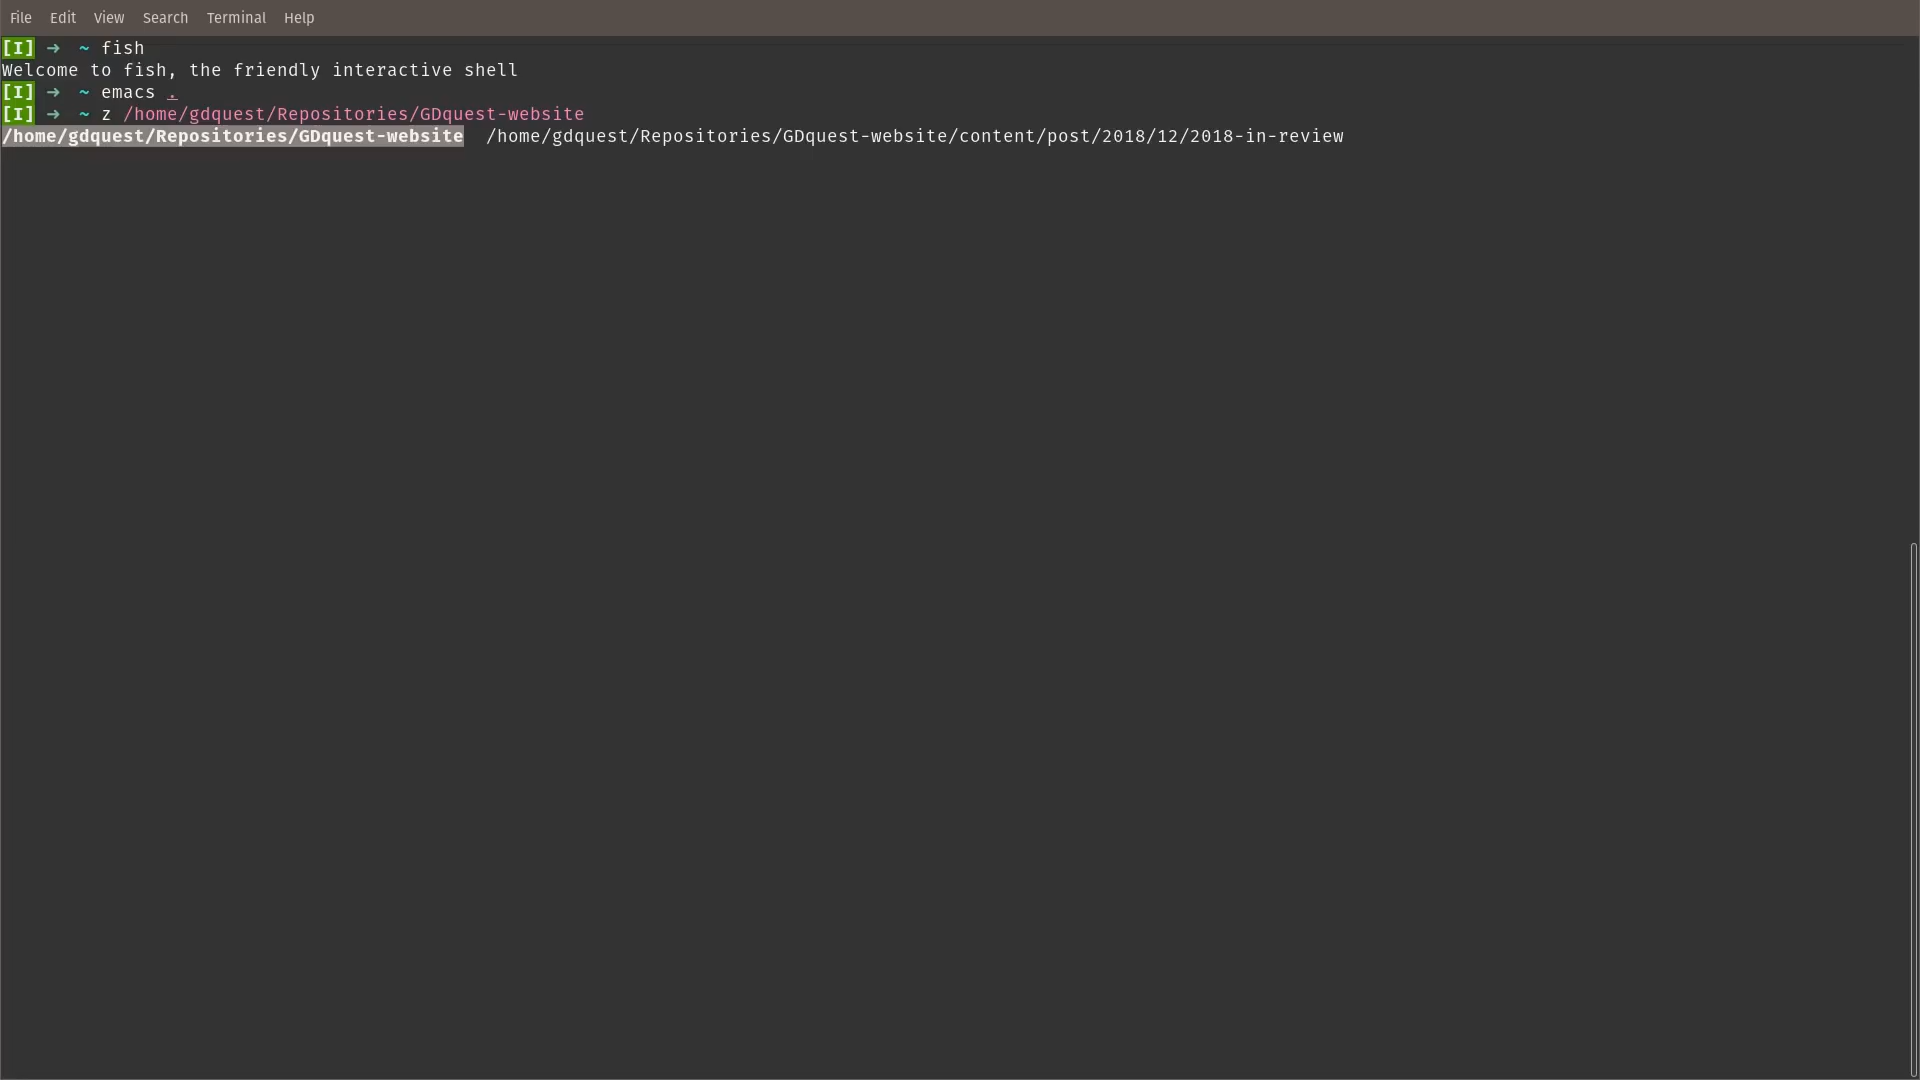 File Edit View Search Terminal Help
[I] ➜ ~ fish
Welcome to fish, the friendly interactive shell
[I] ➜ ~ emacs .
[I] ➜ ~ z /home/gdquest/Repositories/GDquest-website
/home/gdquest/Repositories/GDquest-website /home/gdquest/Repositories/GDquest-website/content/post/2018/12/2018-in-review